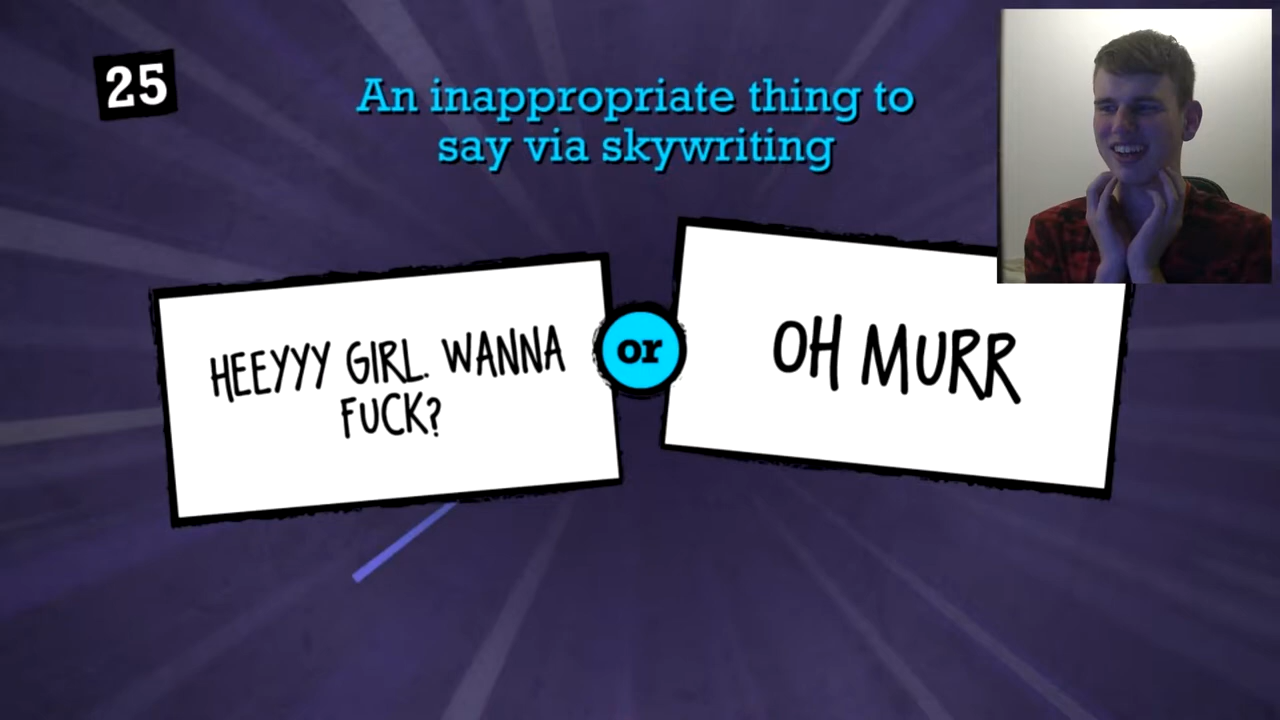 25
An inappropriate thing to
say via skywriting
HEEYYY GIRL. WANNA
FUCK?
or
OH MURR